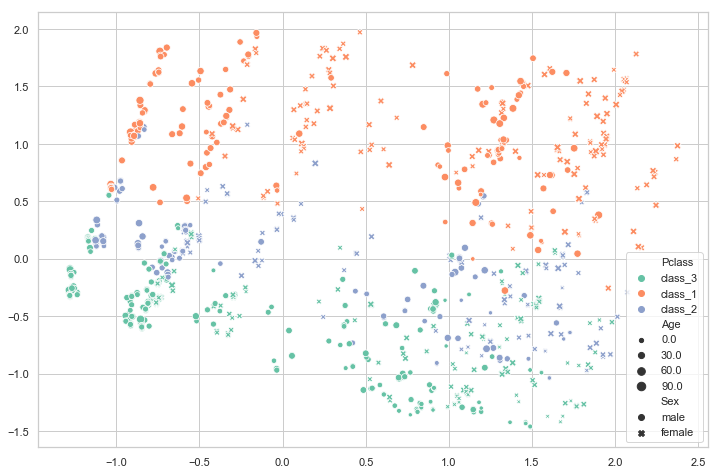 2.0
1.5
1.0
0.5
0.0
−0.5
−1.0
−1.5
Pclass
class_3
class_1
class_2
Age
0.0
30.0
60.0
90.0
Sex
male
female
−1.0 −0.5 0.0 0.5 1.0 1.5 2.0 2.5